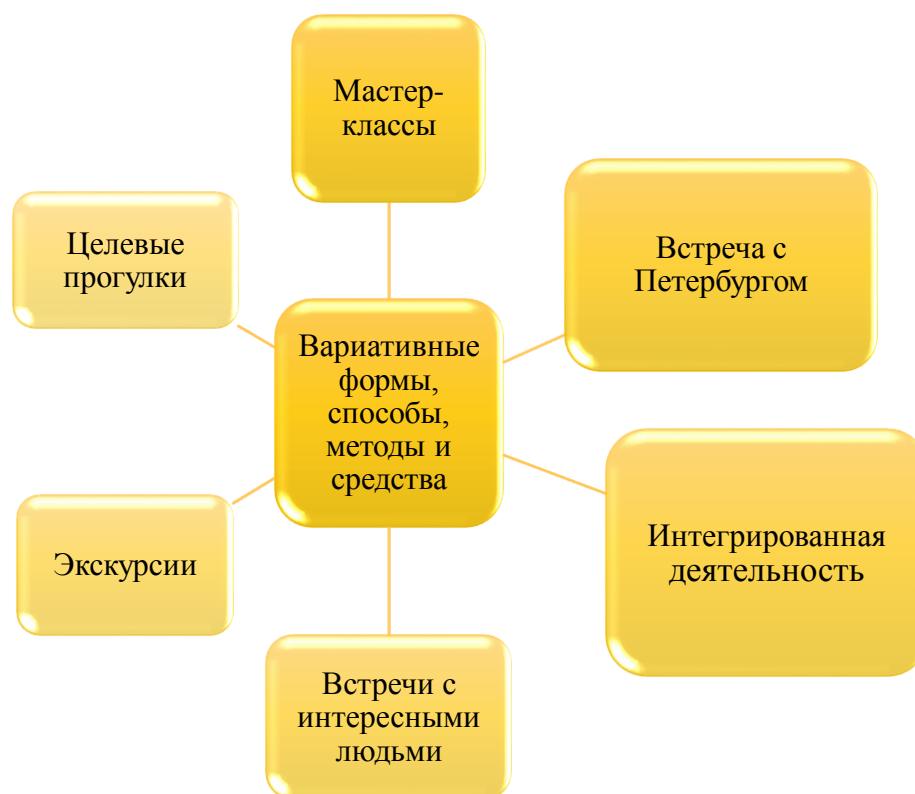 Мастер-
классы
Целевые
прогулки
Встреча с
Петербургом
Вариативные
формы,
способы,
методы и
средства
Экскурсии
Интегрированная
деятельность
Встречи с
интересными
людьми